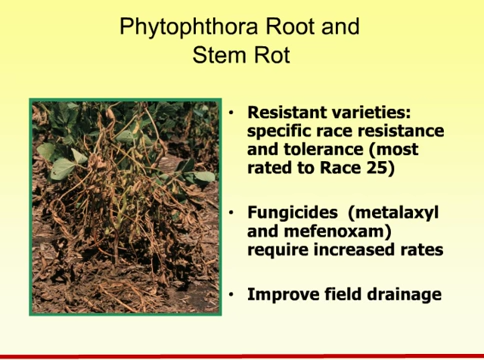 Phytophthora Root and
Stem Rot
• Resistant varieties:
specific race resistance
and tolerance (most
rated to Race 25)
• Fungicides (metalaxyl
and mefenoxam)
require increased rates
• Improve field drainage